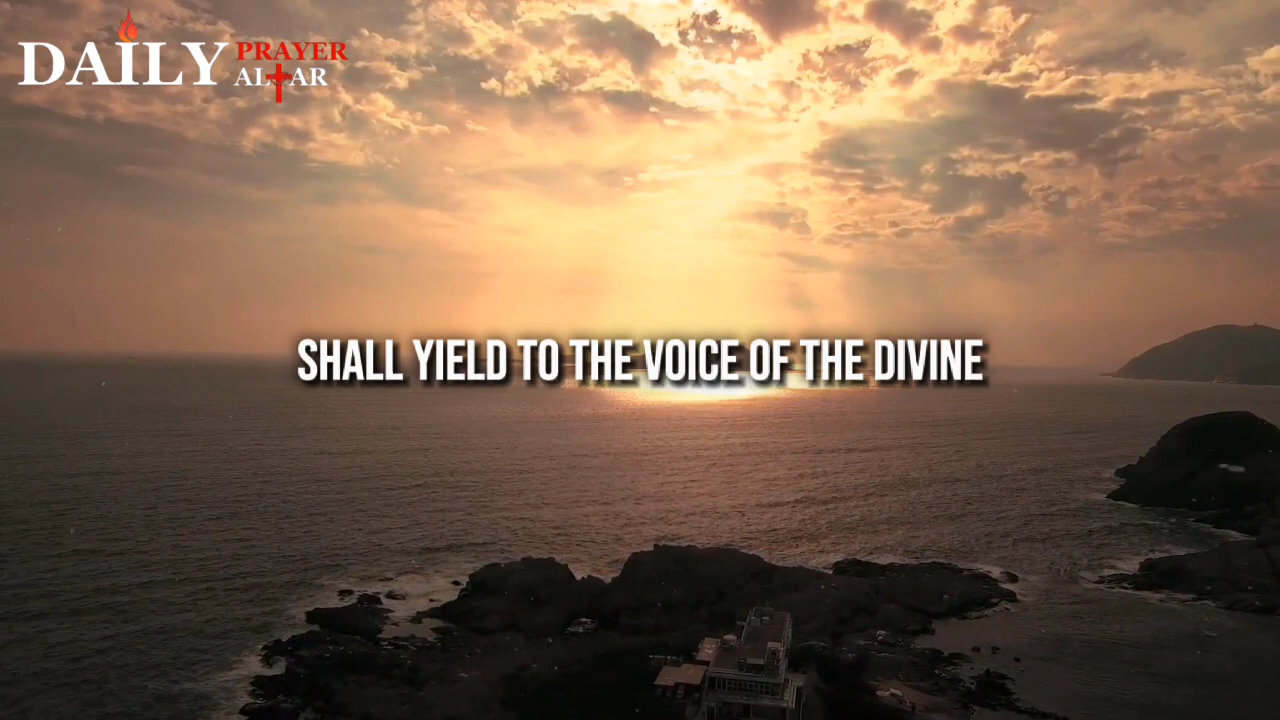 DAILY PRAYER ALTAR
SHALL YIELD TO THE VOICE OF THE DIVINE